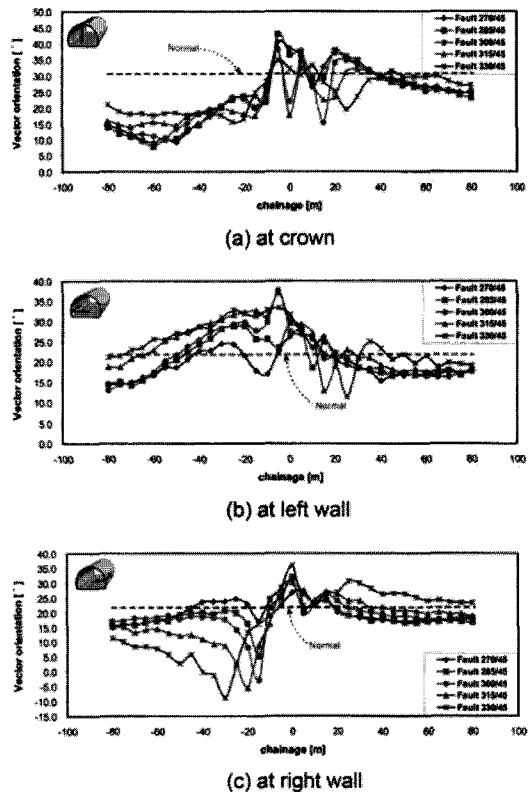 Vector orientation [°]
50.0
45.0
40.0
35.0
30.0
25.0
20.0
15.0
10.0
5.0
0.0
Normal
Fault 270/45
Fault 285/45
Fault 300/45
Fault 315/45
Fault 330/45
-100 -80 -60 -40 -20 0 20 40 60 80 100
chainage [m]
(a) at crown
Vector orientation [°]
40.0
35.0
30.0
25.0
20.0
15.0
10.0
5.0
0.0
Normal
Fault 270/45
Fault 285/45
Fault 300/45
Fault 315/45
Fault 330/45
-100 -80 -60 -40 -20 0 20 40 60 80 100
chainage [m]
(b) at left wall
Vector orientation [°]
40.0
35.0
30.0
25.0
20.0
15.0
10.0
5.0
0.0
-5.0
-10.0
-15.0
Normal
Fault 270/45
Fault 285/45
Fault 300/45
Fault 315/45
Fault 330/45
-100 -80 -60 -40 -20 0 20 40 60 80 100
chainage [m]
(c) at right wall